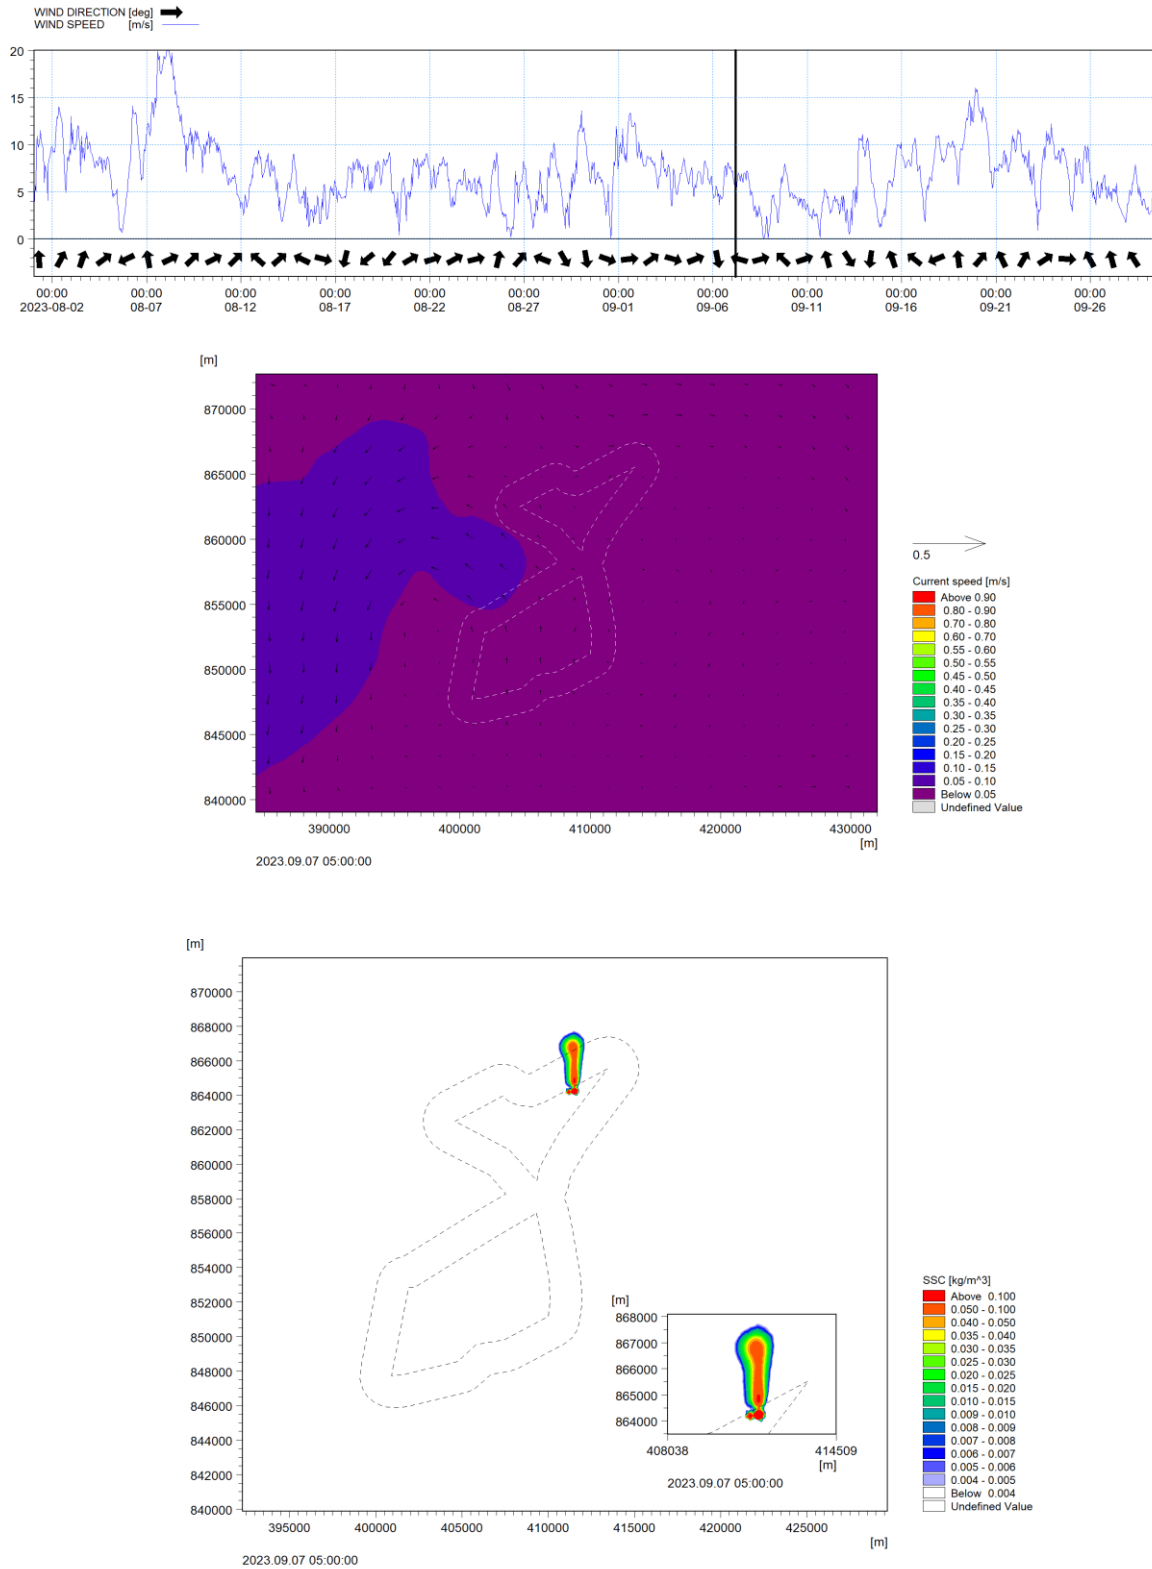 WIND DIRECTION [deg]
WIND SPEED [m/s]
20
15
10
5
0
00:00 00:00 00:00 00:00 00:00 00:00 00:00 00:00 00:00 00:00 00:00 00:00
2023-08-02 08-07 08-12 08-17 08-22 08-27 09-01 09-06 09-11 09-16 09-21 09-26
[m]
870000
865000
860000
855000
850000
845000
840000
390000 400000 410000 420000 430000
[m]
2023.09.07 05:00:00
0.5
Current speed [m/s]
Above 0.90
0.80 - 0.90
0.70 - 0.80
0.60 - 0.70
0.55 - 0.60
0.50 - 0.55
0.45 - 0.50
0.40 - 0.45
0.35 - 0.40
0.30 - 0.35
0.25 - 0.30
0.20 - 0.25
0.15 - 0.20
0.10 - 0.15
0.05 - 0.10
Below 0.05
Undefined Value
[m]
870000
868000
866000
864000
862000
860000
858000
856000
854000
852000
850000
848000
846000
844000
842000
840000
395000 400000 405000 410000 415000 420000 425000
[m]
2023.09.07 05:00:00
[m]
868000
867000
866000
865000
864000
408038 414509
[m]
2023.09.07 05:00:00
SSC [kg/m^3]
Above 0.100
0.050 - 0.100
0.040 - 0.050
0.035 - 0.040
0.030 - 0.035
0.025 - 0.030
0.020 - 0.025
0.015 - 0.020
0.010 - 0.015
0.009 - 0.010
0.008 - 0.009
0.007 - 0.008
0.006 - 0.007
0.005 - 0.006
0.004 - 0.005
Below 0.004
Undefined Value